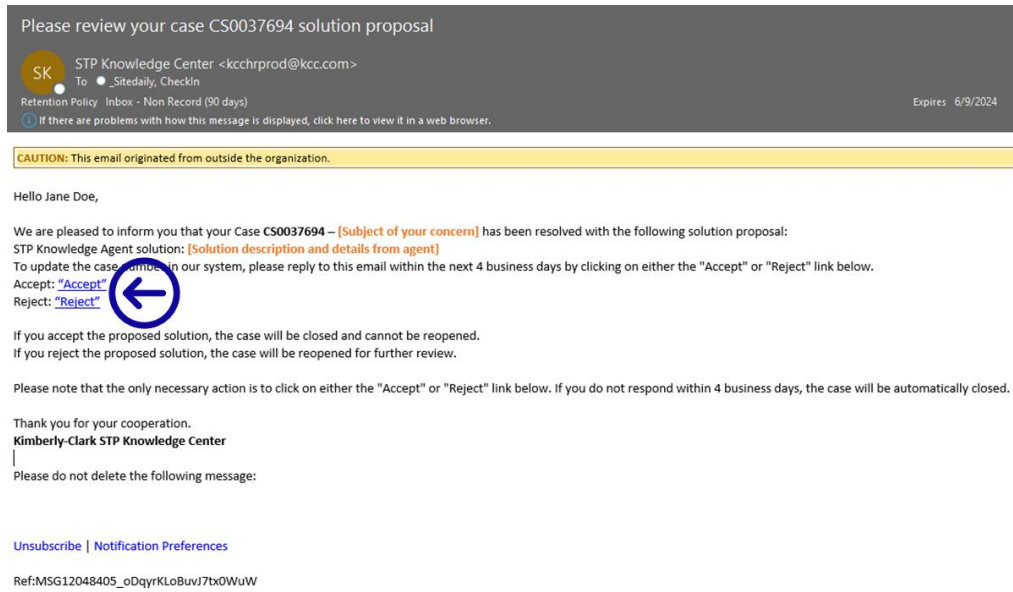 Please review your case CS0037694 solution proposal
SK
STP Knowledge Center <kcchrprod@kcc.com>
To _Sitedaily, CheckIn
Retention Policy Inbox - Non Record (90 days)
Expires 6/9/2024
If there are problems with how this message is displayed, click here to view it in a web browser.
CAUTION: This email originated from outside the organization.
Hello Jane Doe,
We are pleased to inform you that your Case CS0037694 – [Subject of your concern] has been resolved with the following solution proposal:
STP Knowledge Agent solution: [Solution description and details from agent]
To update the case number in our system, please reply to this email within the next 4 business days by clicking on either the "Accept" or "Reject" link below.
Accept: “Accept”
Reject: “Reject”
If you accept the proposed solution, the case will be closed and cannot be reopened.
If you reject the proposed solution, the case will be reopened for further review.
Please note that the only necessary action is to click on either the "Accept" or "Reject" link below. If you do not respond within 4 business days, the case will be automatically closed.
Thank you for your cooperation.
Kimberly-Clark STP Knowledge Center
Please do not delete the following message:
Unsubscribe | Notification Preferences
Ref:MSG12048405_oDqyrKLoBuvJ7tx0WuW